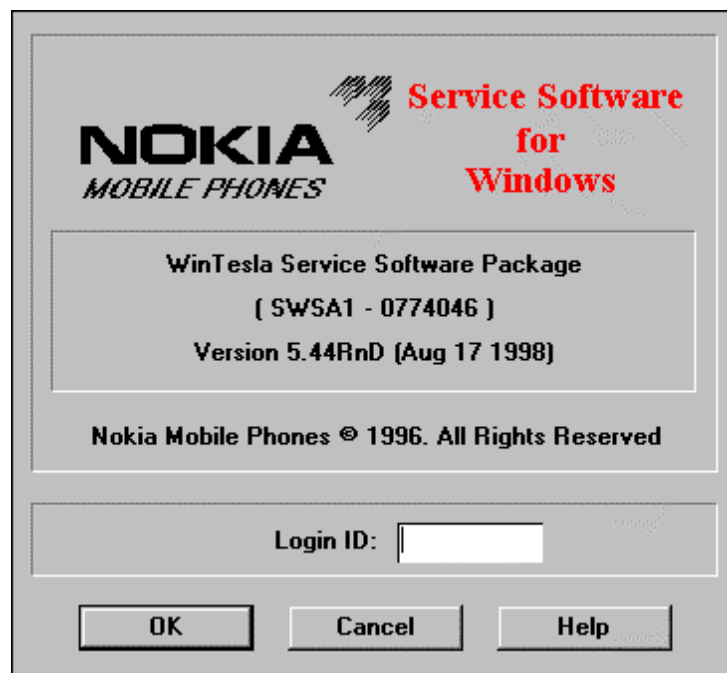 NOKIA
MOBILE PHONES
Service Software
for
Windows
WinTesla Service Software Package
( SWSA1 - 0774046 )
Version 5.44RnD (Aug 17 1998)
Nokia Mobile Phones © 1996. All Rights Reserved
Login ID:
OK Cancel Help